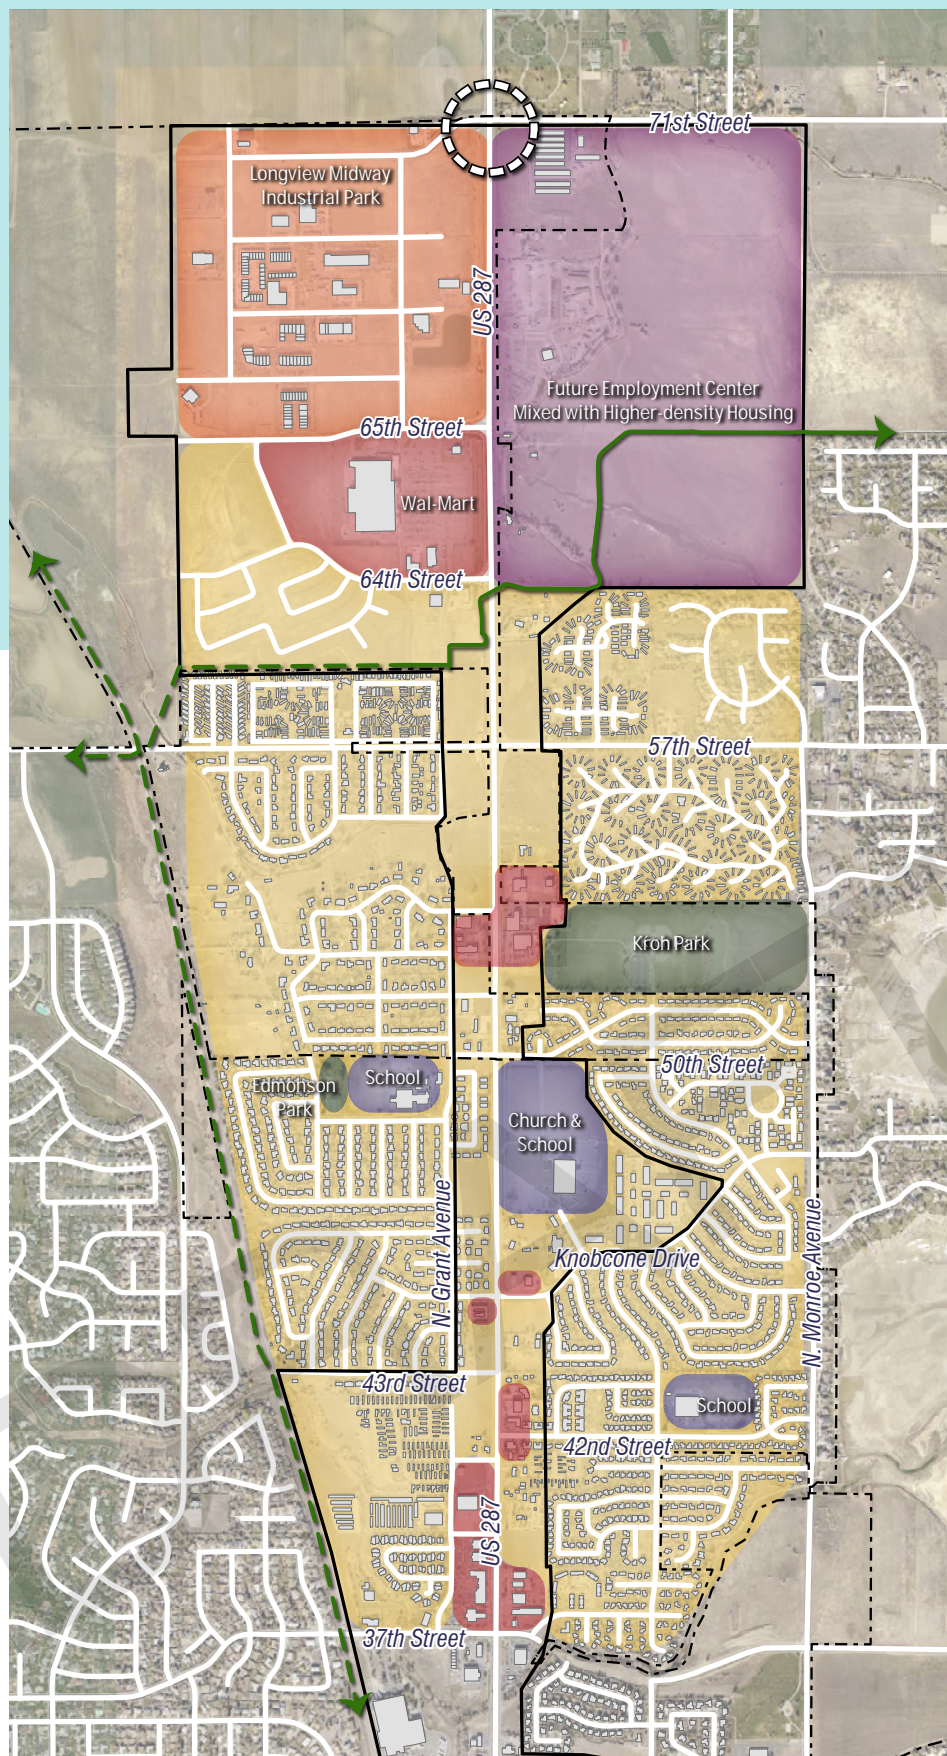 71st Street
Longview Midway
Industrial Park
US 287
Future Employment Center
Mixed with Higher-density Housing
65th Street
Wal-Mart
64th Street
57th Street
Kroh Park
50th Street
Edmonson
Park
School
Church &
School
N. Grant Avenue
Knobcone Drive
N. Monroe Avenue
43rd Street
School
42nd Street
US 287
37th Street